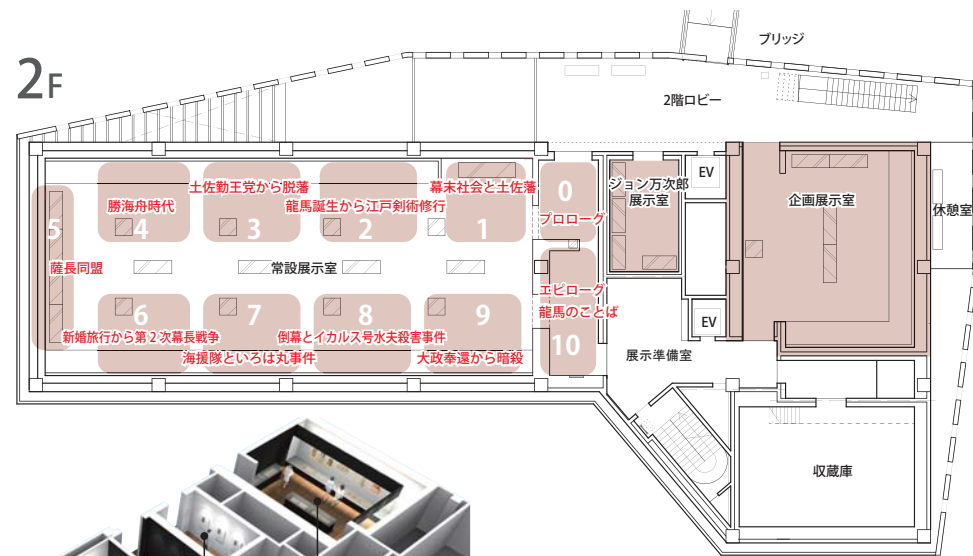 2F
ブリッジ
2階ロビー
土佐勤王党から脱藩
幕末社会と土佐藩
勝海舟時代
龍馬誕生から江戸剣術修行
0
プロローグ
ジョン万次郎
展示室
EV
企画展示室
休憩室
5
4
3
2
1
薩長同盟
常設展示室
エピローグ
龍馬のことば
10
6
7
8
9
新婚旅行から第2次幕長戦争
倒幕とイカルス号水夫殺害事件
海援隊といろは丸事件
大政奉還から暗殺
EV
展示準備室
収蔵庫